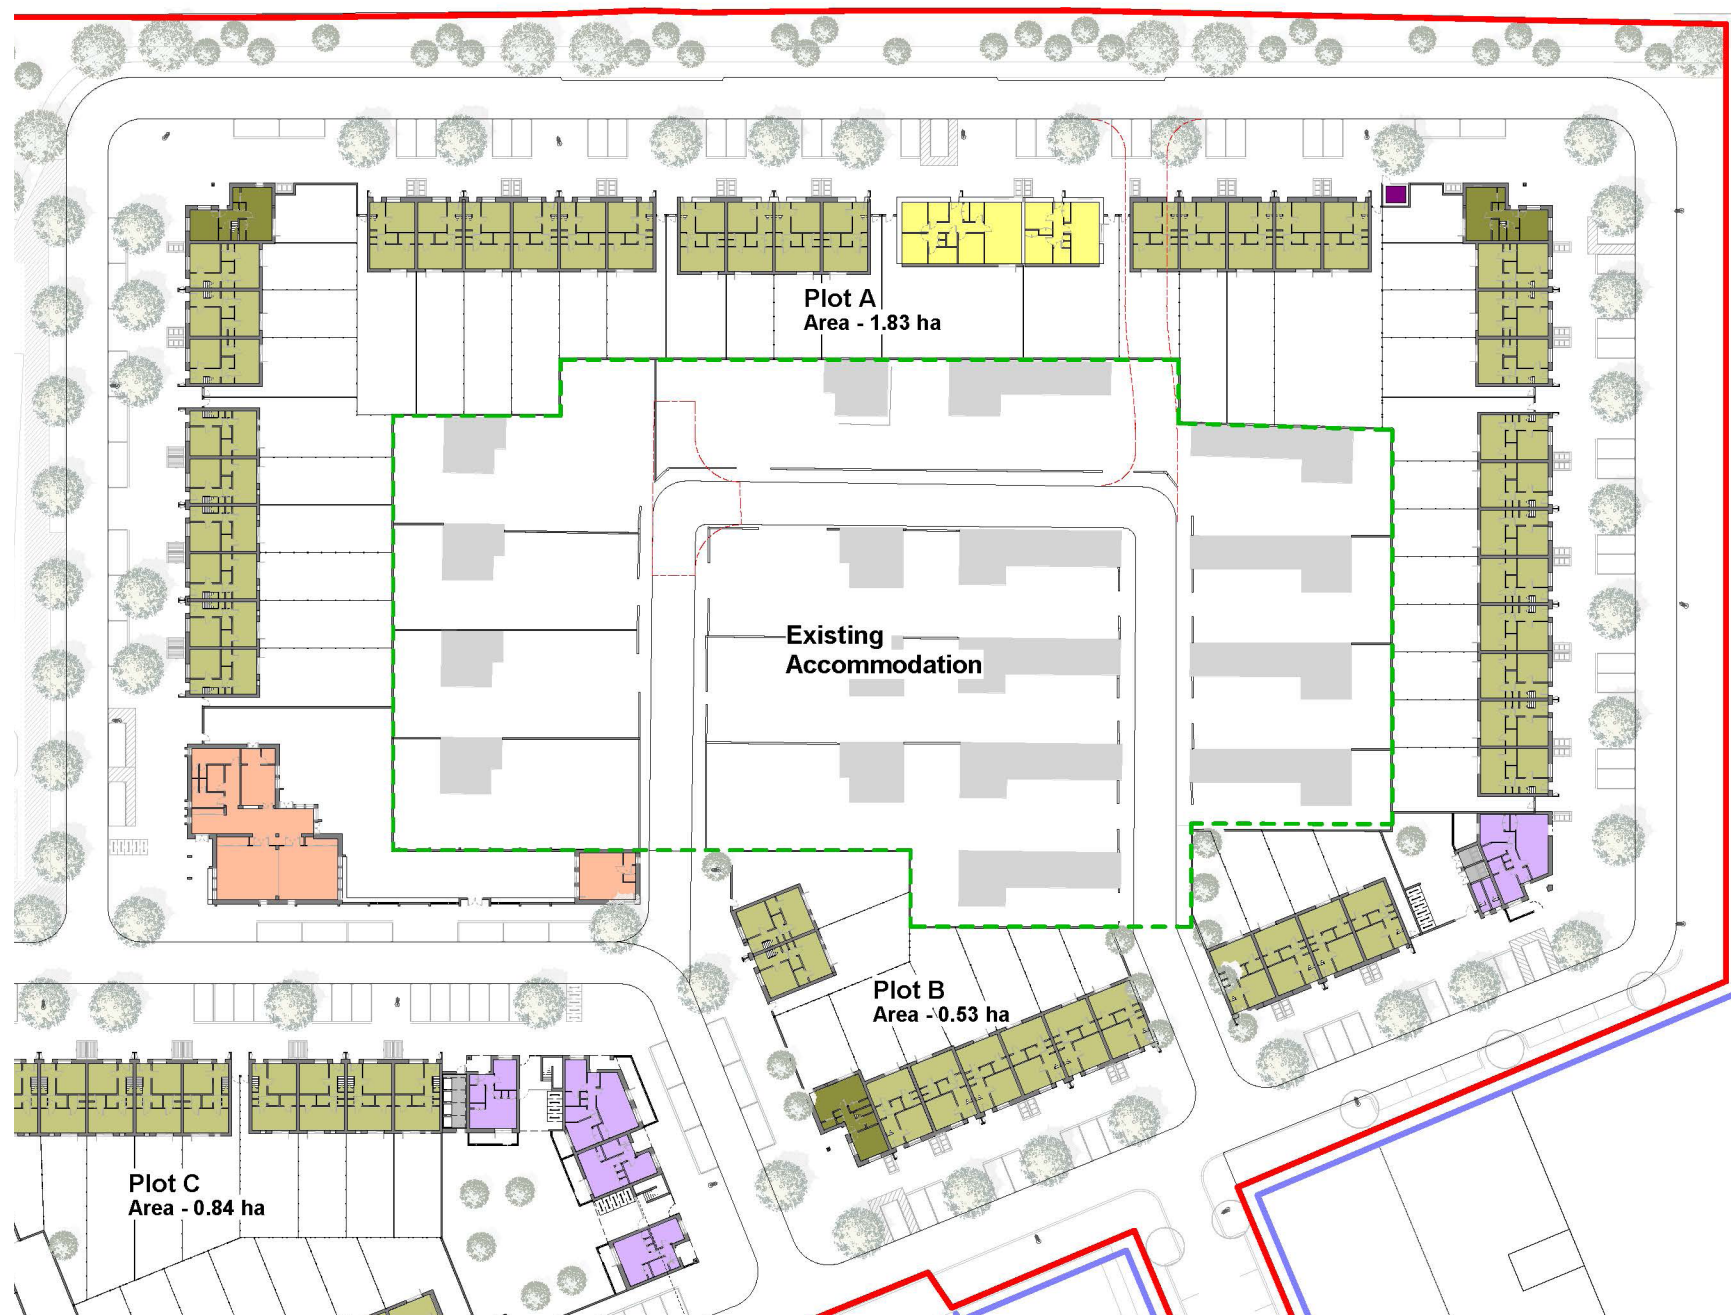 Plot A
Area - 1.83 ha
Existing
Accommodation
Plot B
Area - 0.53 ha
Plot C
Area - 0.84 ha